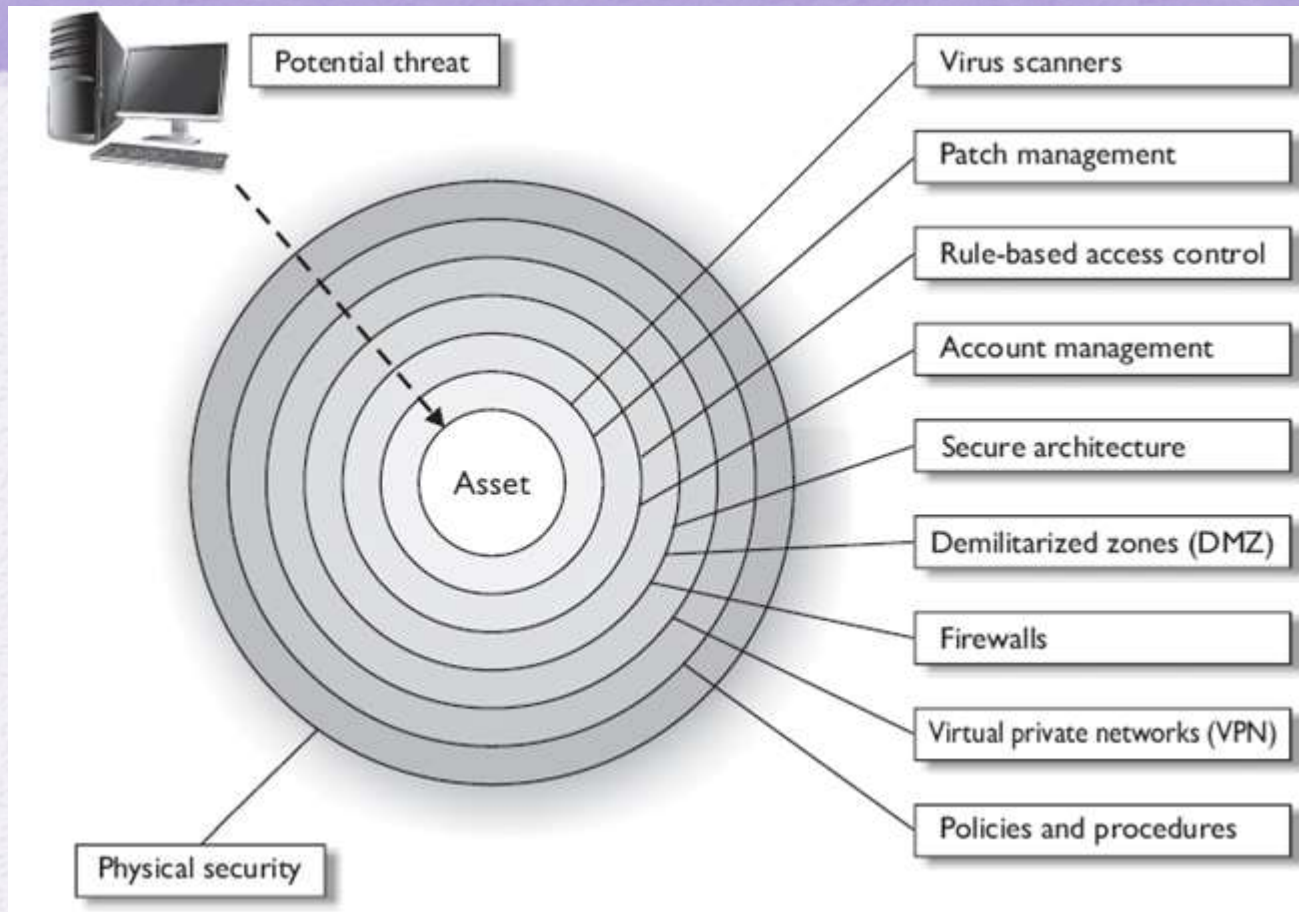 Potential threat
Virus scanners
Patch management
Rule-based access control
Account management
Asset
Secure architecture
Demilitarized zones (DMZ)
Firewalls
Virtual private networks (VPN)
Policies and procedures
Physical security